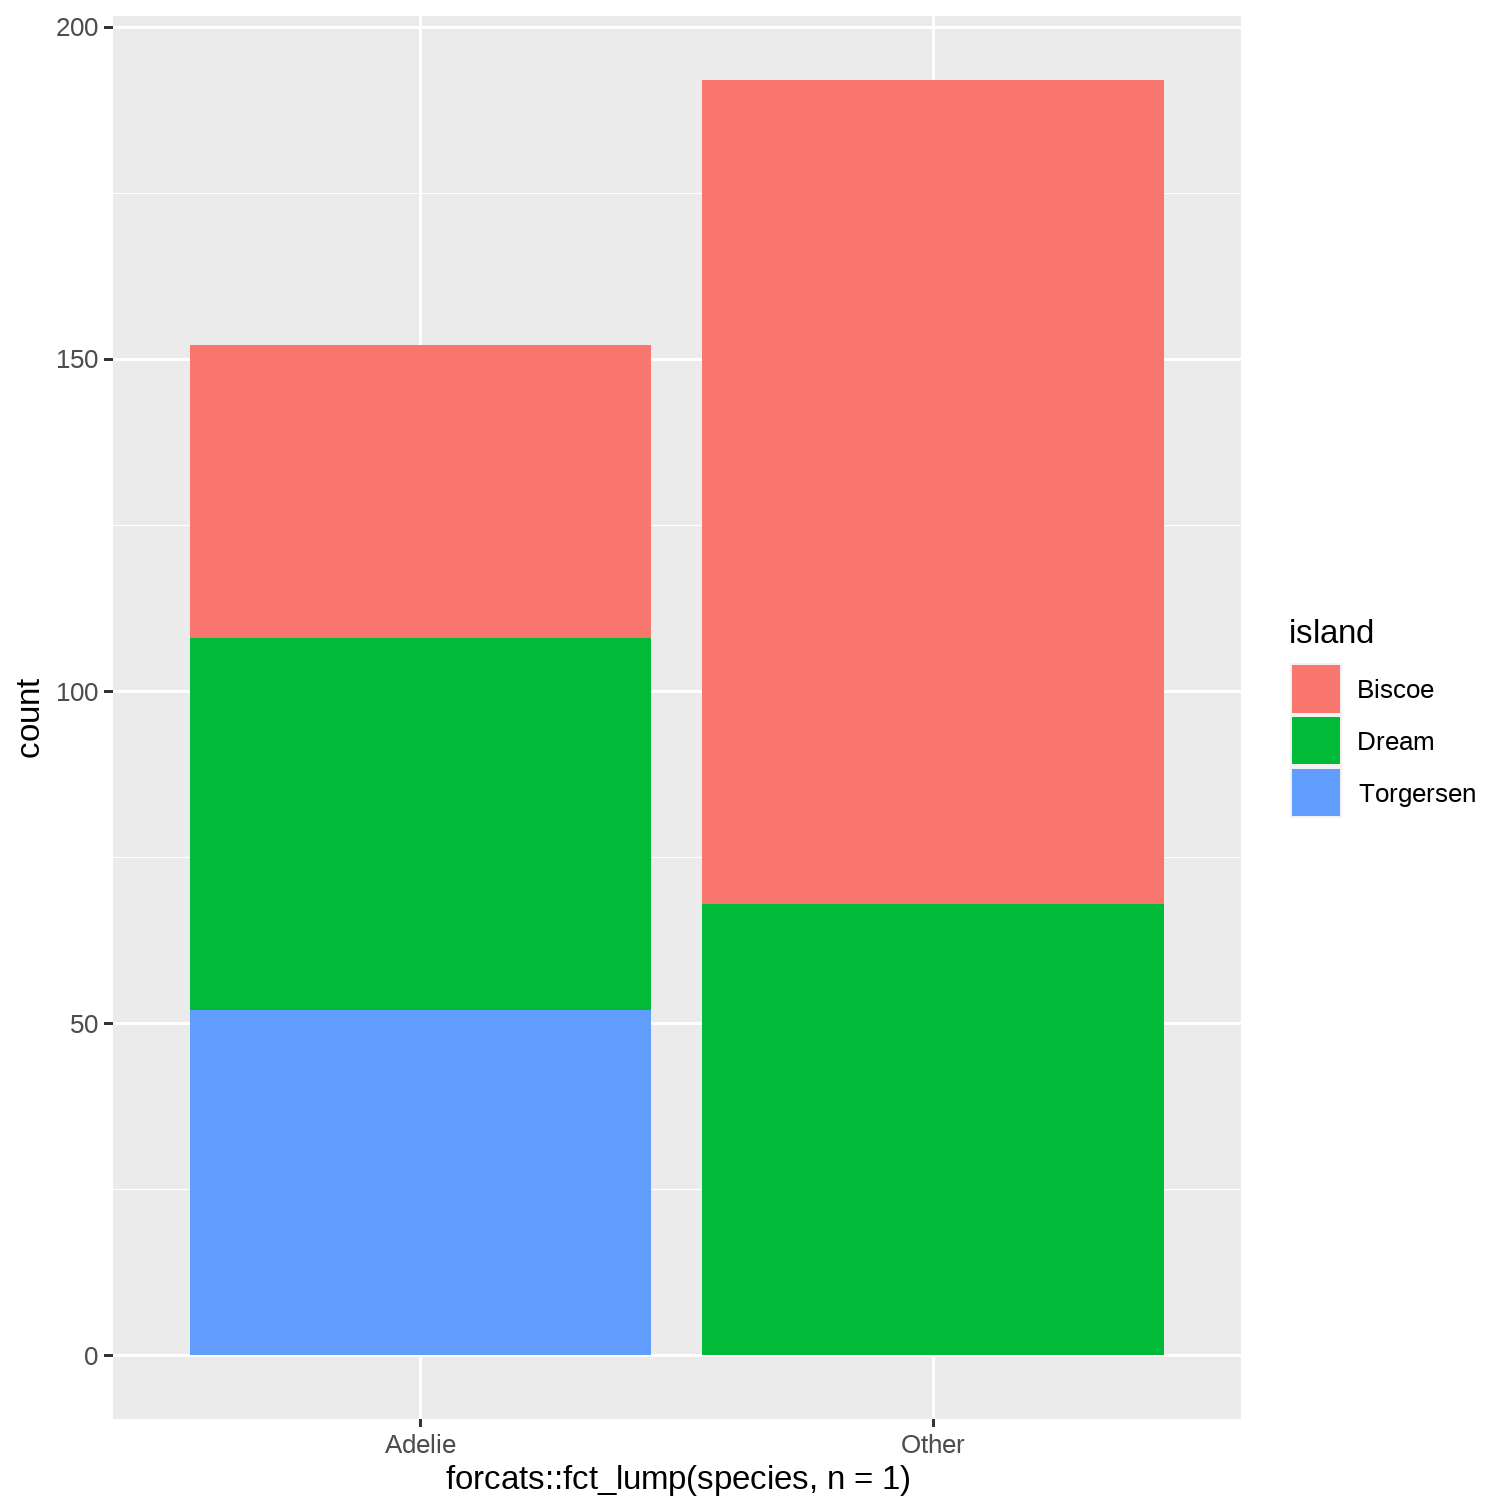 200
150
100
50
0
count
Adelie
Other
forcats::fct_lump(species, n = 1)
island
Biscoe
Dream
Torgersen